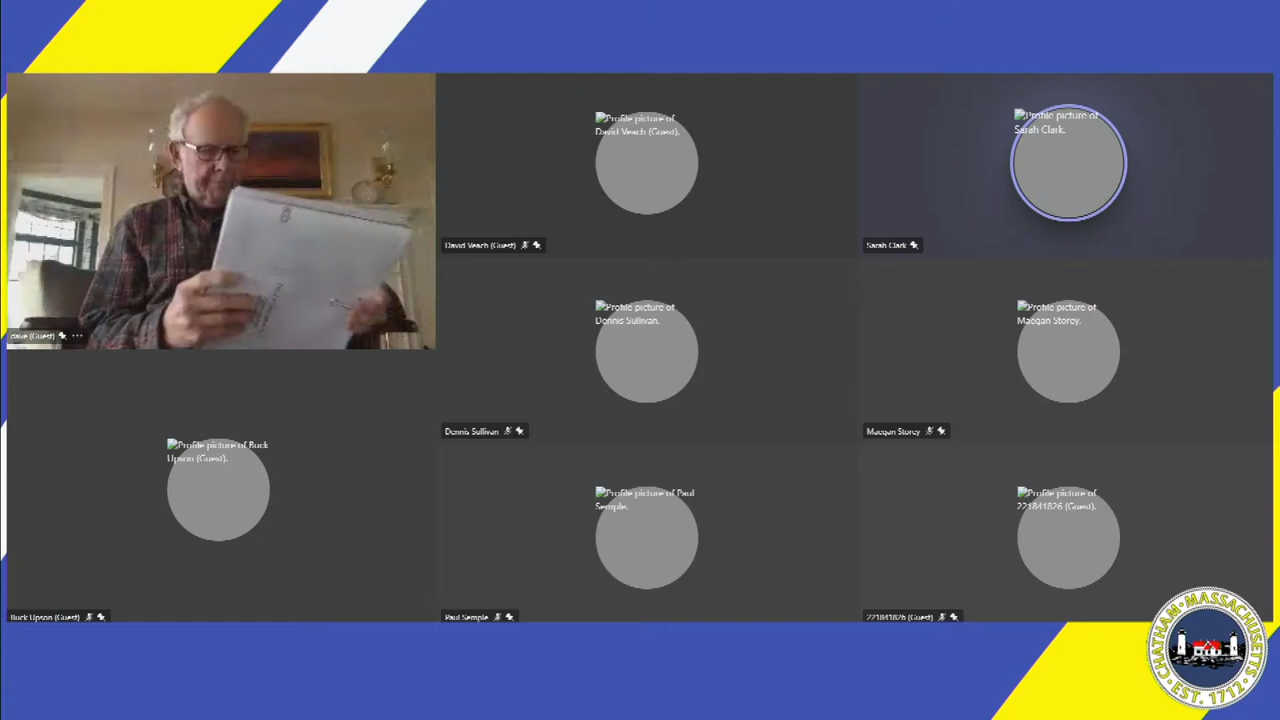 Profile picture of
David Veach (Guest).
Profile picture of
Sarah Clark.
David Veach (Guest)
Sarah Clark
Profile picture of
Dennis Sullivan.
Profile picture of
Maegan Storey.
dave (Guest)
Dennis Sullivan
Maegan Storey
Profile picture of Buck
Upson (Guest).
Profile picture of Paul
Semple.
Profile picture of
221841826 (Guest).
Buck Upson (Guest)
Paul Semple
221841826 (Guest)
CHATHAM • MASSACHUSETTS
EST. 1712